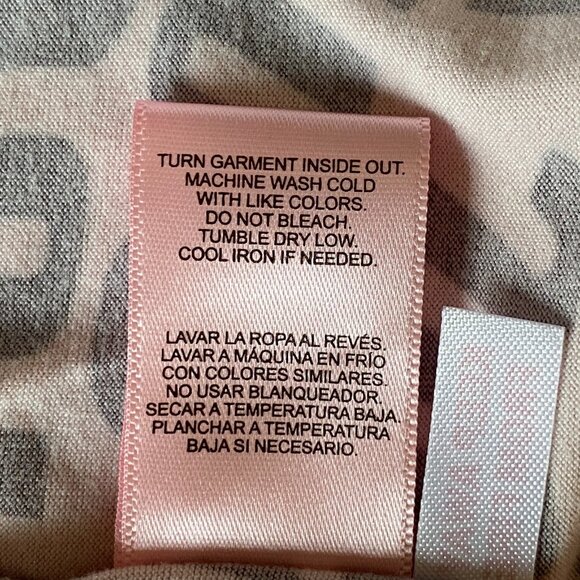 TURN GARMENT INSIDE OUT.
MACHINE WASH COLD
WITH LIKE COLORS.
DO NOT BLEACH.
TUMBLE DRY LOW.
COOL IRON IF NEEDED.
LAVAR LA ROPA AL REVÉS.
LAVAR A MÁQUINA EN FRÍO
CON COLORES SIMILARES.
NO USAR BLANQUEADOR.
SECAR A TEMPERATURA BAJA.
PLANCHAR A TEMPERATURA
BAJA SI NECESARIO.